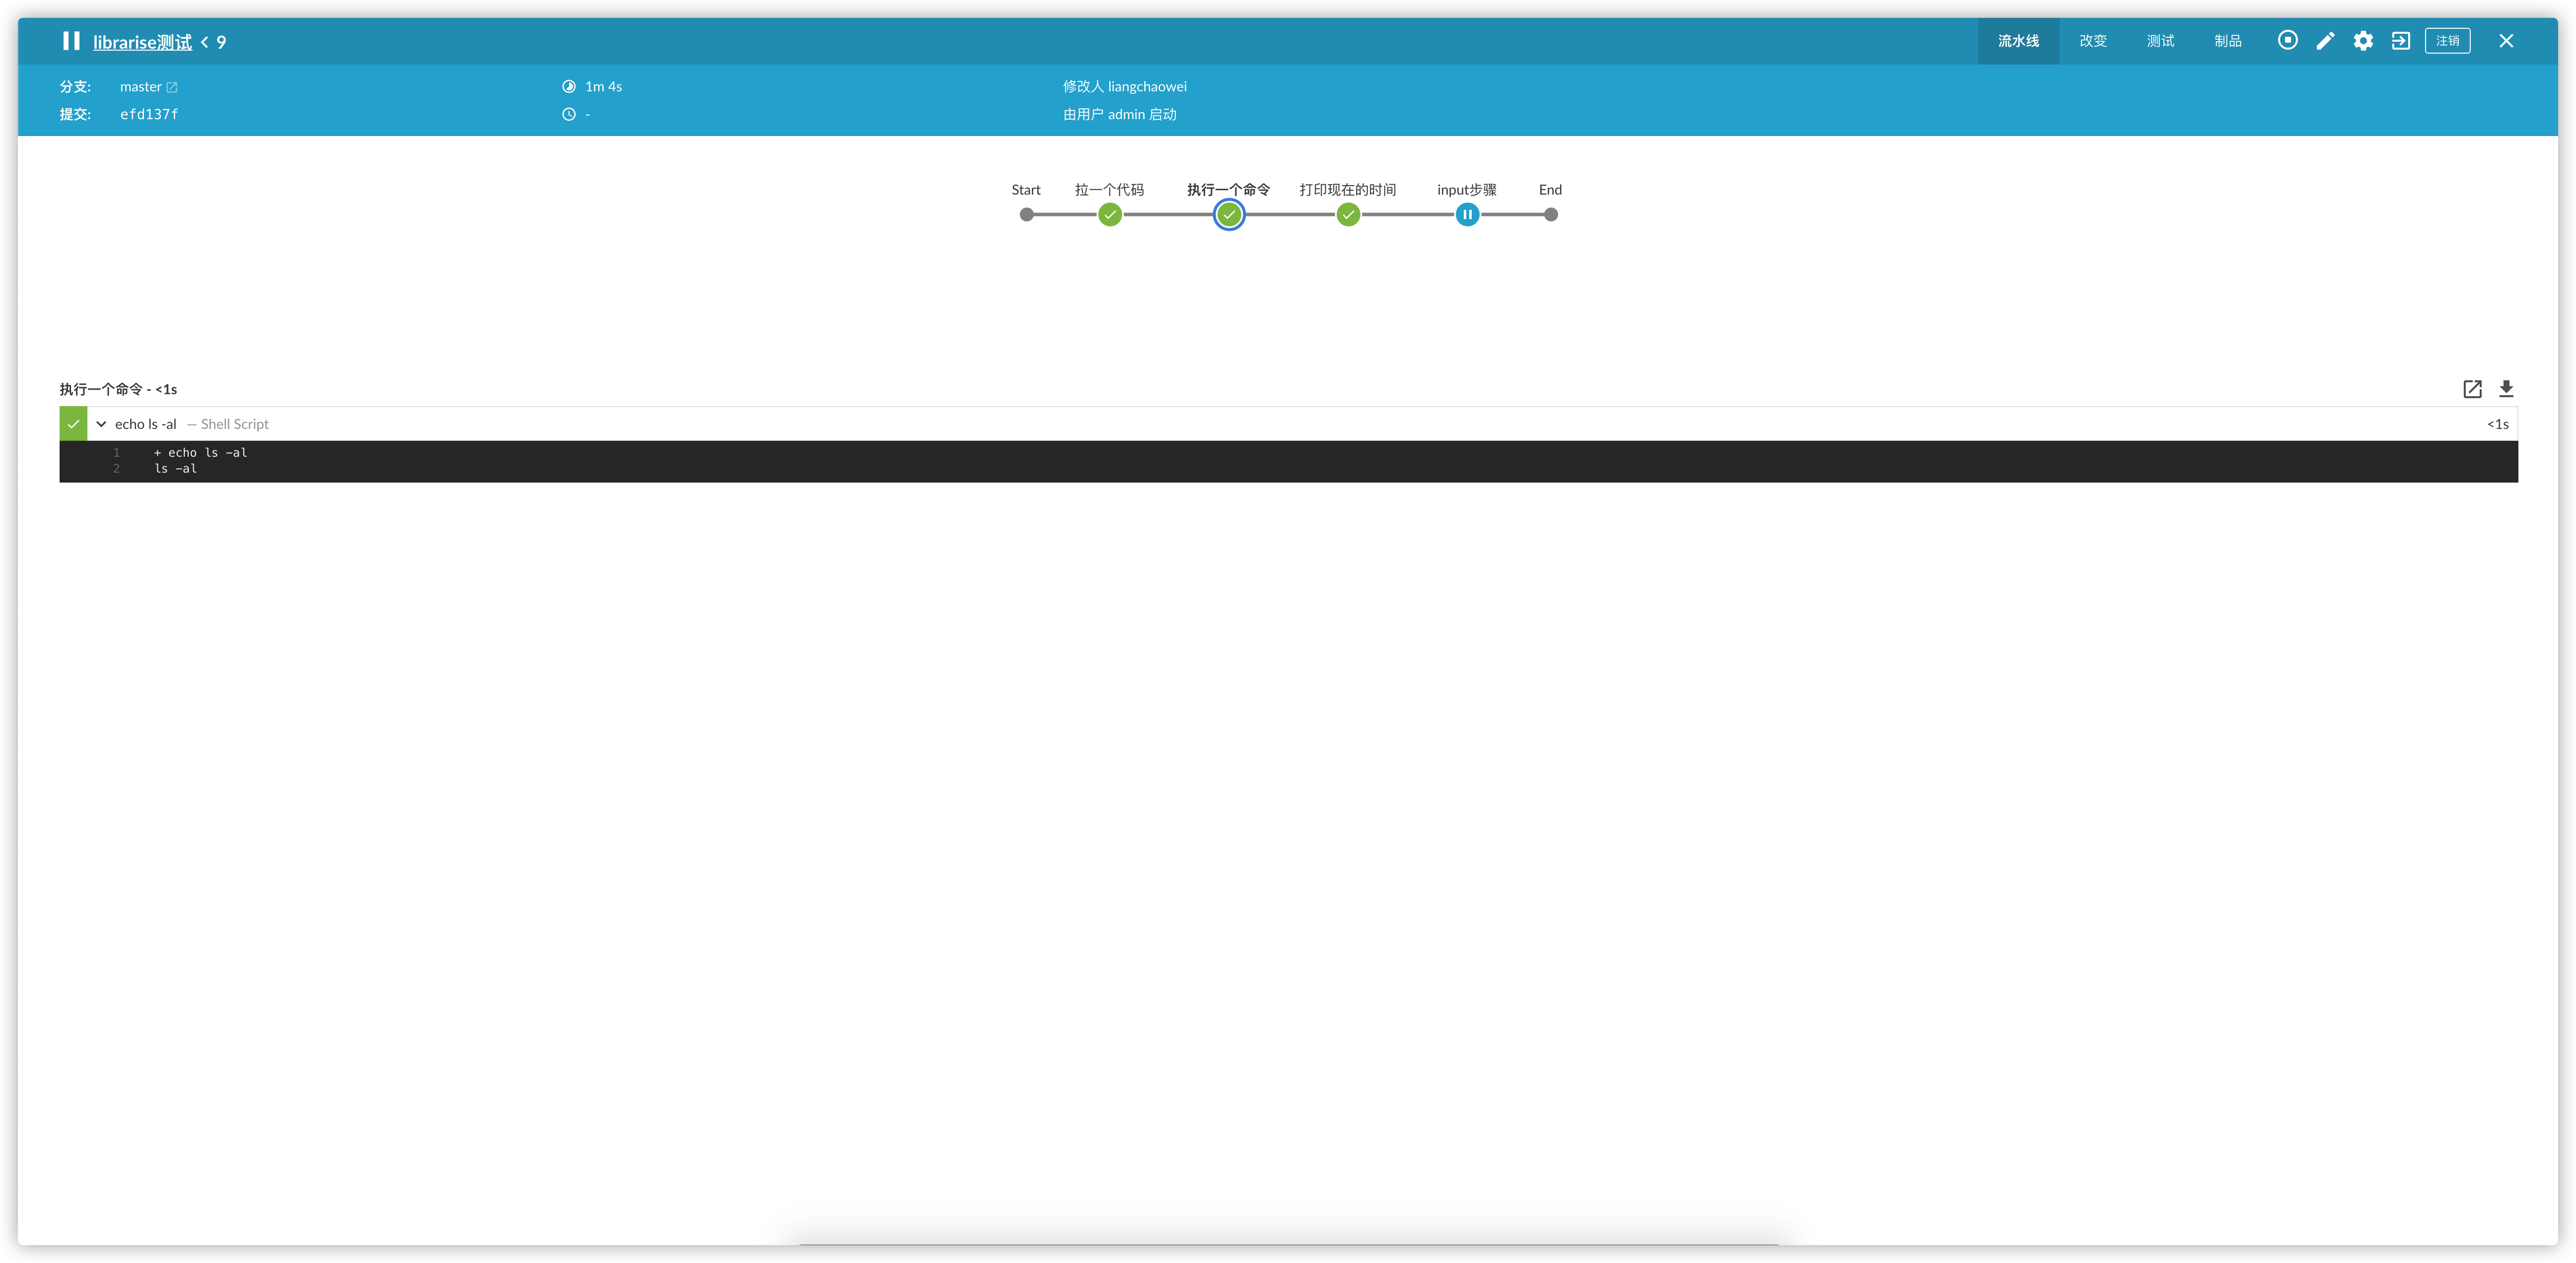 librarise测试 < 9
流水线 改变 测试 制品 注销
分支: master 1m 4s 修改人 liangchaowei
提交: efd137f - 由用户 admin 启动
Start 拉一个代码 执行一个命令 打印现在的时间 input步骤 End
执行一个命令 - <1s
echo ls -al — Shell Script <1s
1 + echo ls -al
2 ls -al